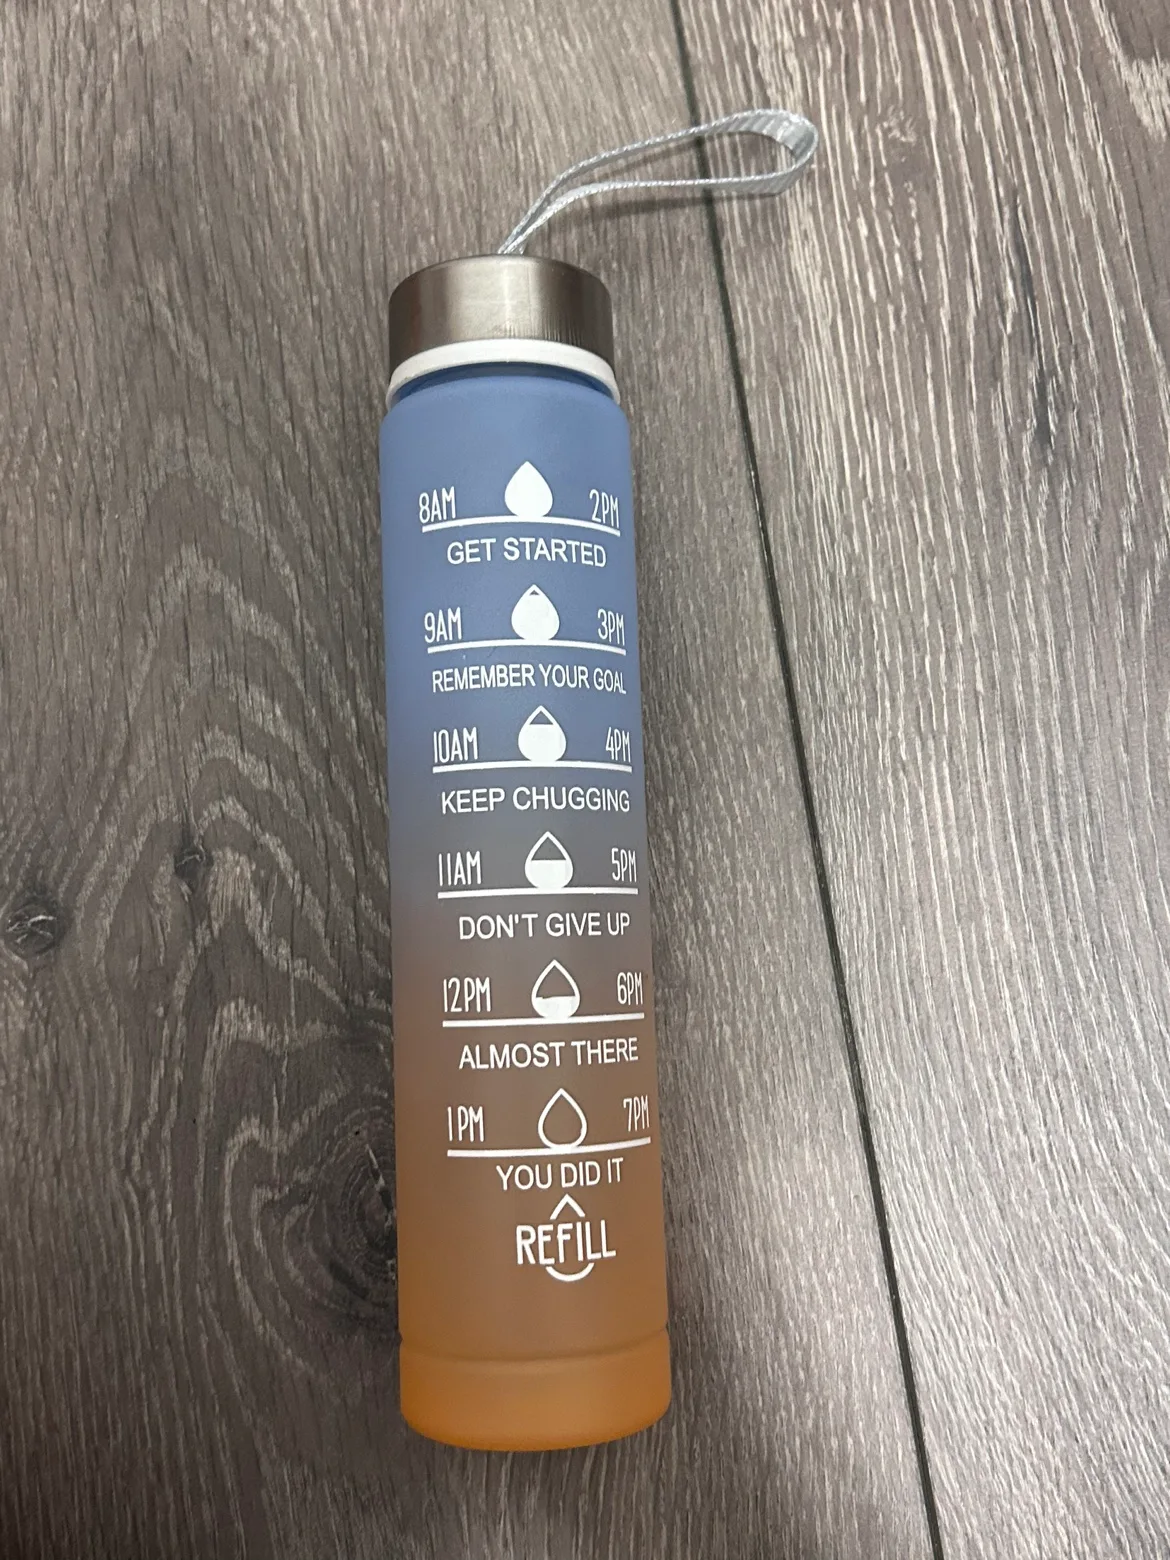 8AM 2PM
GET STARTED
9AM 3PM
REMEMBER YOUR GOAL
10AM 4PM
KEEP CHUGGING
11AM 5PM
DON'T GIVE UP
12PM 6PM
ALMOST THERE
1PM 7PM
YOU DID IT
REFILL